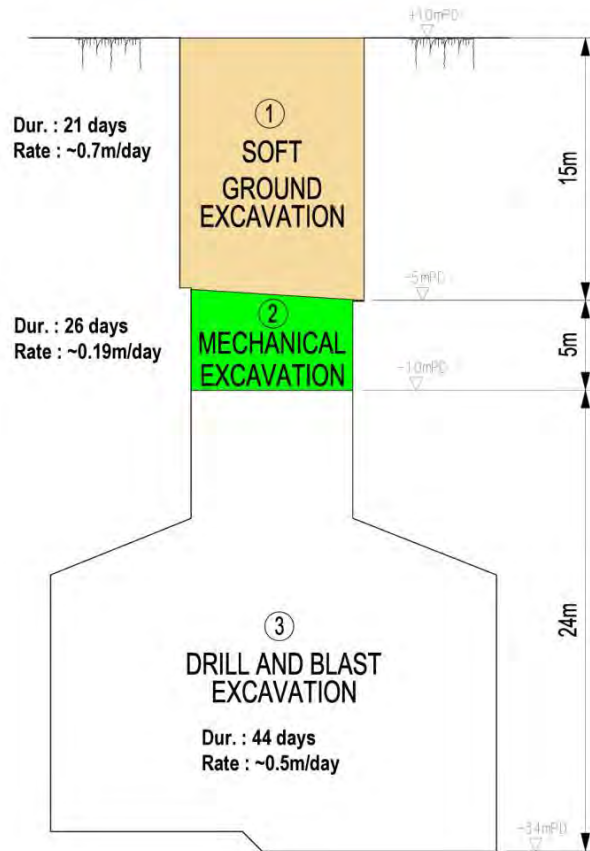 +10mPD
Dur. : 21 days
Rate : ~0.7m/day
1
SOFT
GROUND
EXCAVATION
15m
-5mPD
Dur. : 26 days
Rate : ~0.19m/day
2
MECHANICAL
EXCAVATION
5m
-10mPD
24m
3
DRILL AND BLAST
EXCAVATION
Dur. : 44 days
Rate : ~0.5m/day
-34mPD